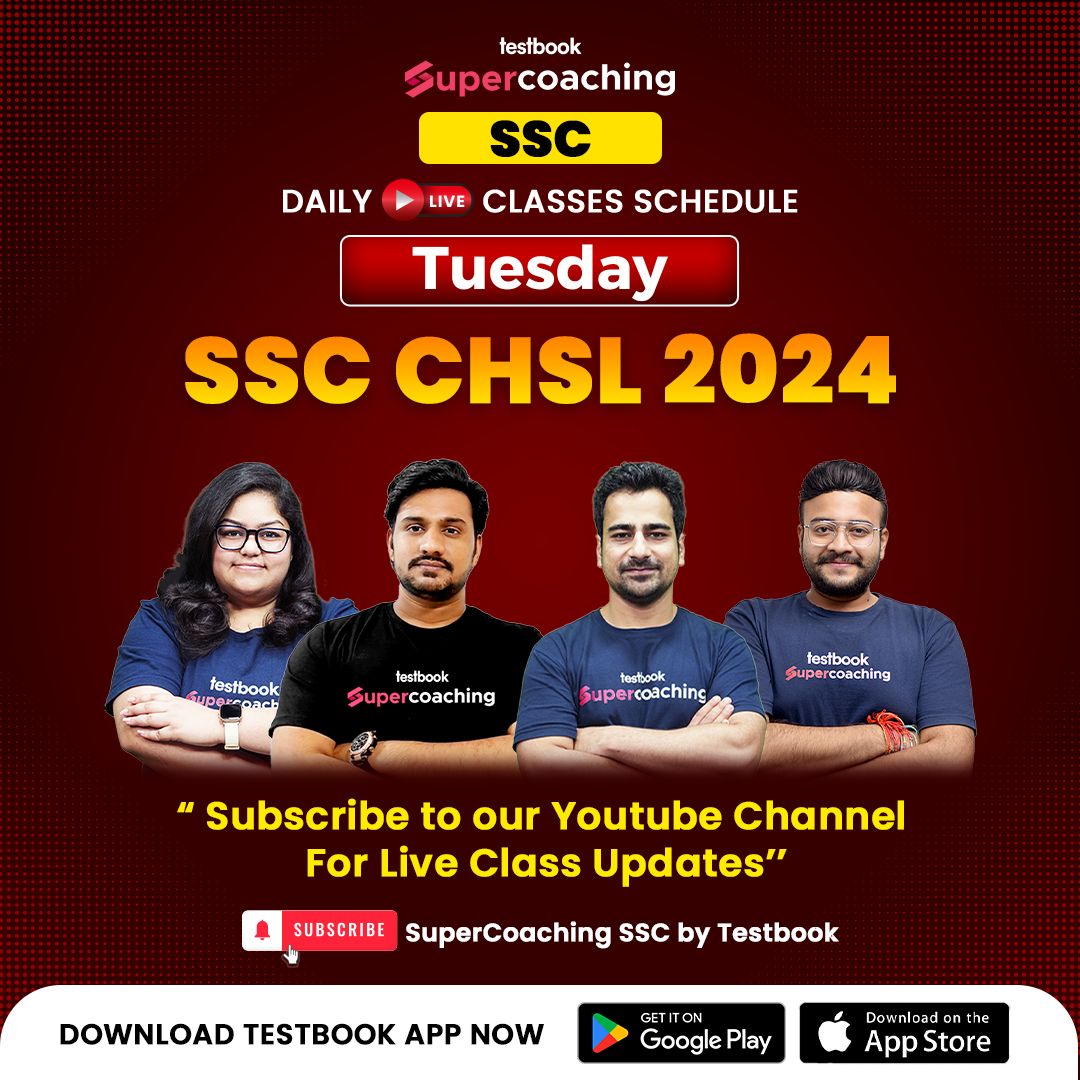 testbook
Supercoaching
SSC
DAILY LIVE CLASSES SCHEDULE
Tuesday
SSC CHSL 2024
testbook
Supercoach
testbook
Supercoaching
testbook
Supercoaching
testbook
Supercoaching
“ Subscribe to our Youtube Channel
For Live Class Updates’’
SUBSCRIBE SuperCoaching SSC by Testbook
DOWNLOAD TESTBOOK APP NOW
GET IT ON
Google Play
Download on the
App Store